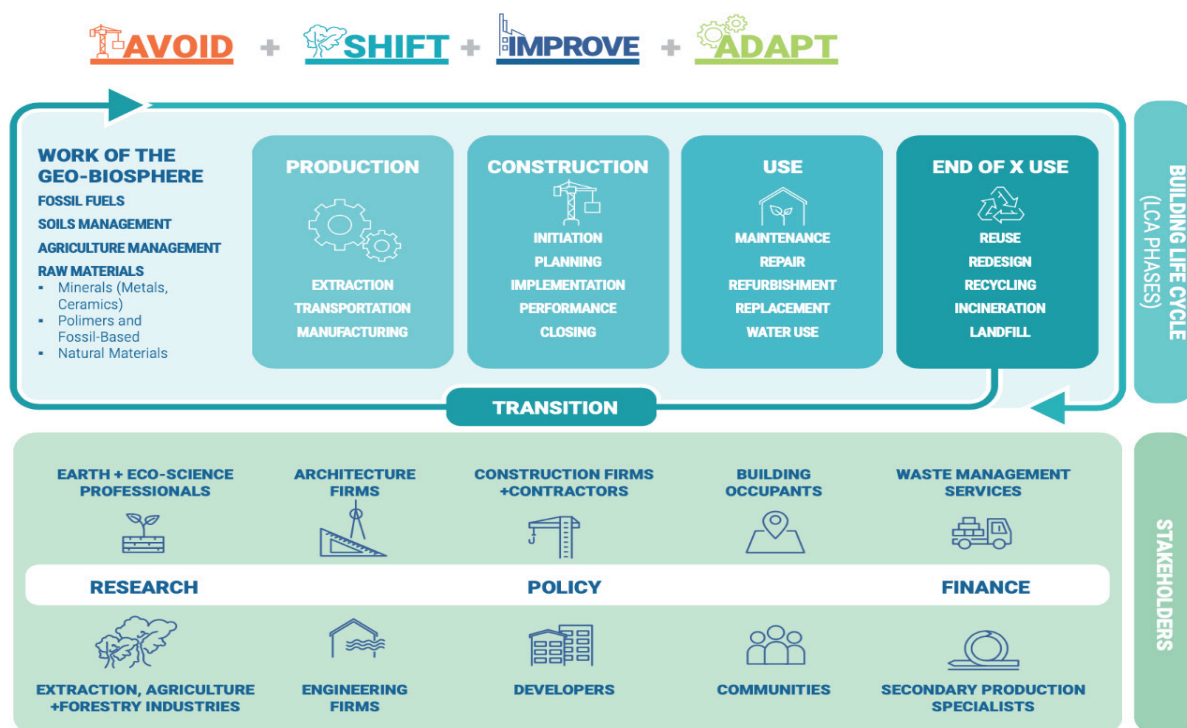 AVOID + SHIFT + IMPROVE + ADAPT
WORK OF THE
GEO-BIOSPHERE
FOSSIL FUELS
SOILS MANAGEMENT
AGRICULTURE MANAGEMENT
RAW MATERIALS
▪ Minerals (Metals,
Ceramics)
▪ Polimers and
Fossil-Based
▪ Natural Materials
PRODUCTION
EXTRACTION
TRANSPORTATION
MANUFACTURING
CONSTRUCTION
INITIATION
PLANNING
IMPLEMENTATION
PERFORMANCE
CLOSING
USE
MAINTENANCE
REPAIR
REFURBISHMENT
REPLACEMENT
WATER USE
END OF X USE
REUSE
REDESIGN
RECYCLING
INCINERATION
LANDFILL
BUILDING LIFE CYCLE
(LCA PHASES)
TRANSITION
EARTH + ECO-SCIENCE
PROFESSIONALS
ARCHITECTURE
FIRMS
CONSTRUCTION FIRMS
+CONTRACTORS
BUILDING
OCCUPANTS
WASTE MANAGEMENT
SERVICES
RESEARCH
POLICY
FINANCE
EXTRACTION, AGRICULTURE
+FORESTRY INDUSTRIES
ENGINEERING
FIRMS
DEVELOPERS
COMMUNITIES
SECONDARY PRODUCTION
SPECIALISTS
STAKEHOLDERS